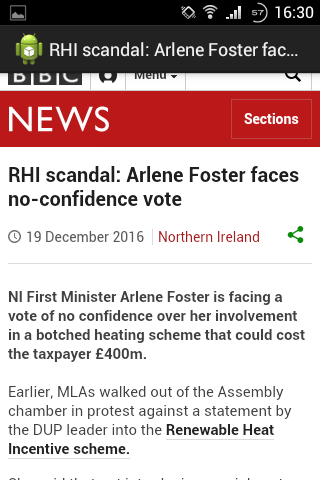 57 16:30
RHI scandal: Arlene Foster fac...
BBC Menu
NEWS Sections
RHI scandal: Arlene Foster faces
no-confidence vote
19 December 2016 Northern Ireland
NI First Minister Arlene Foster is facing a
vote of no confidence over her involvement
in a botched heating scheme that could cost
the taxpayer £400m.
Earlier, MLAs walked out of the Assembly
chamber in protest against a statement by
the DUP leader into the Renewable Heat
Incentive scheme.